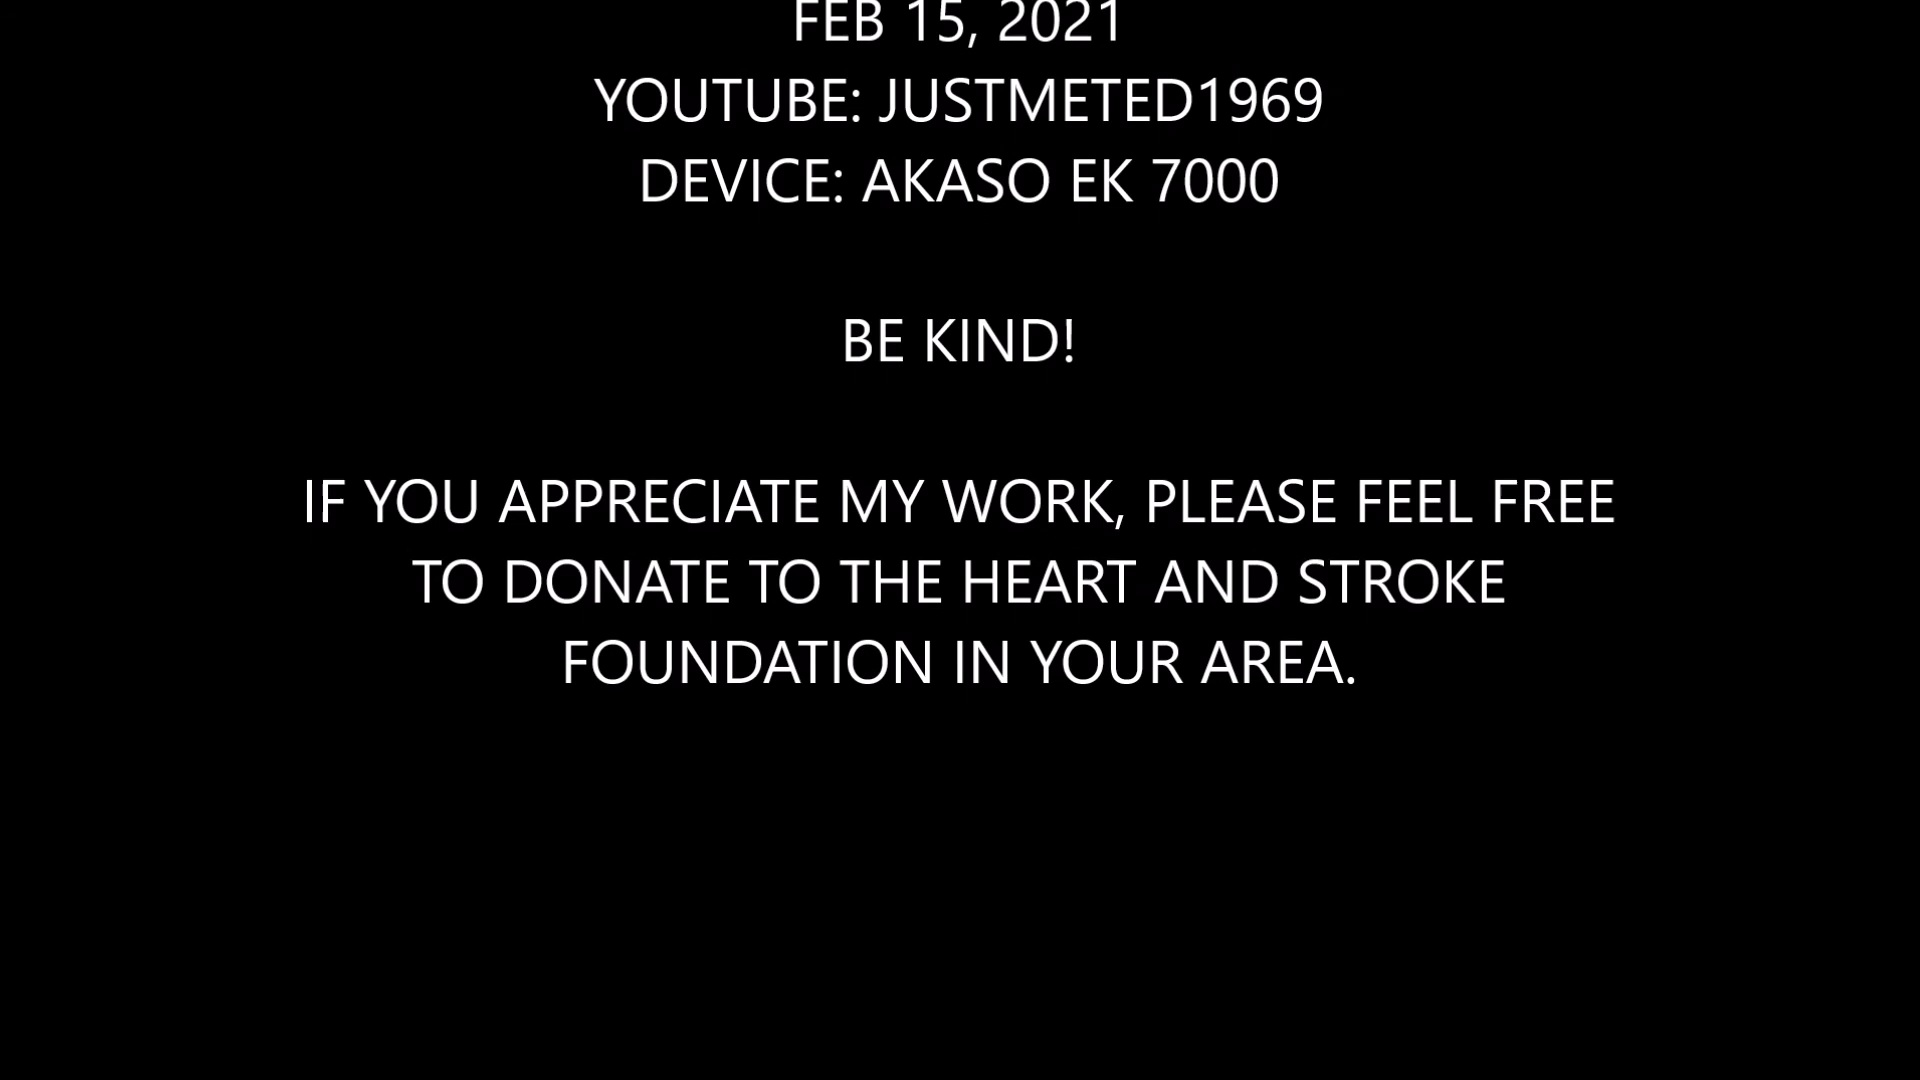 FEB 15, 2021
YOUTUBE: JUSTMETED1969
DEVICE: AKASO EK 7000
BE KIND!
IF YOU APPRECIATE MY WORK, PLEASE FEEL FREE
TO DONATE TO THE HEART AND STROKE
FOUNDATION IN YOUR AREA.